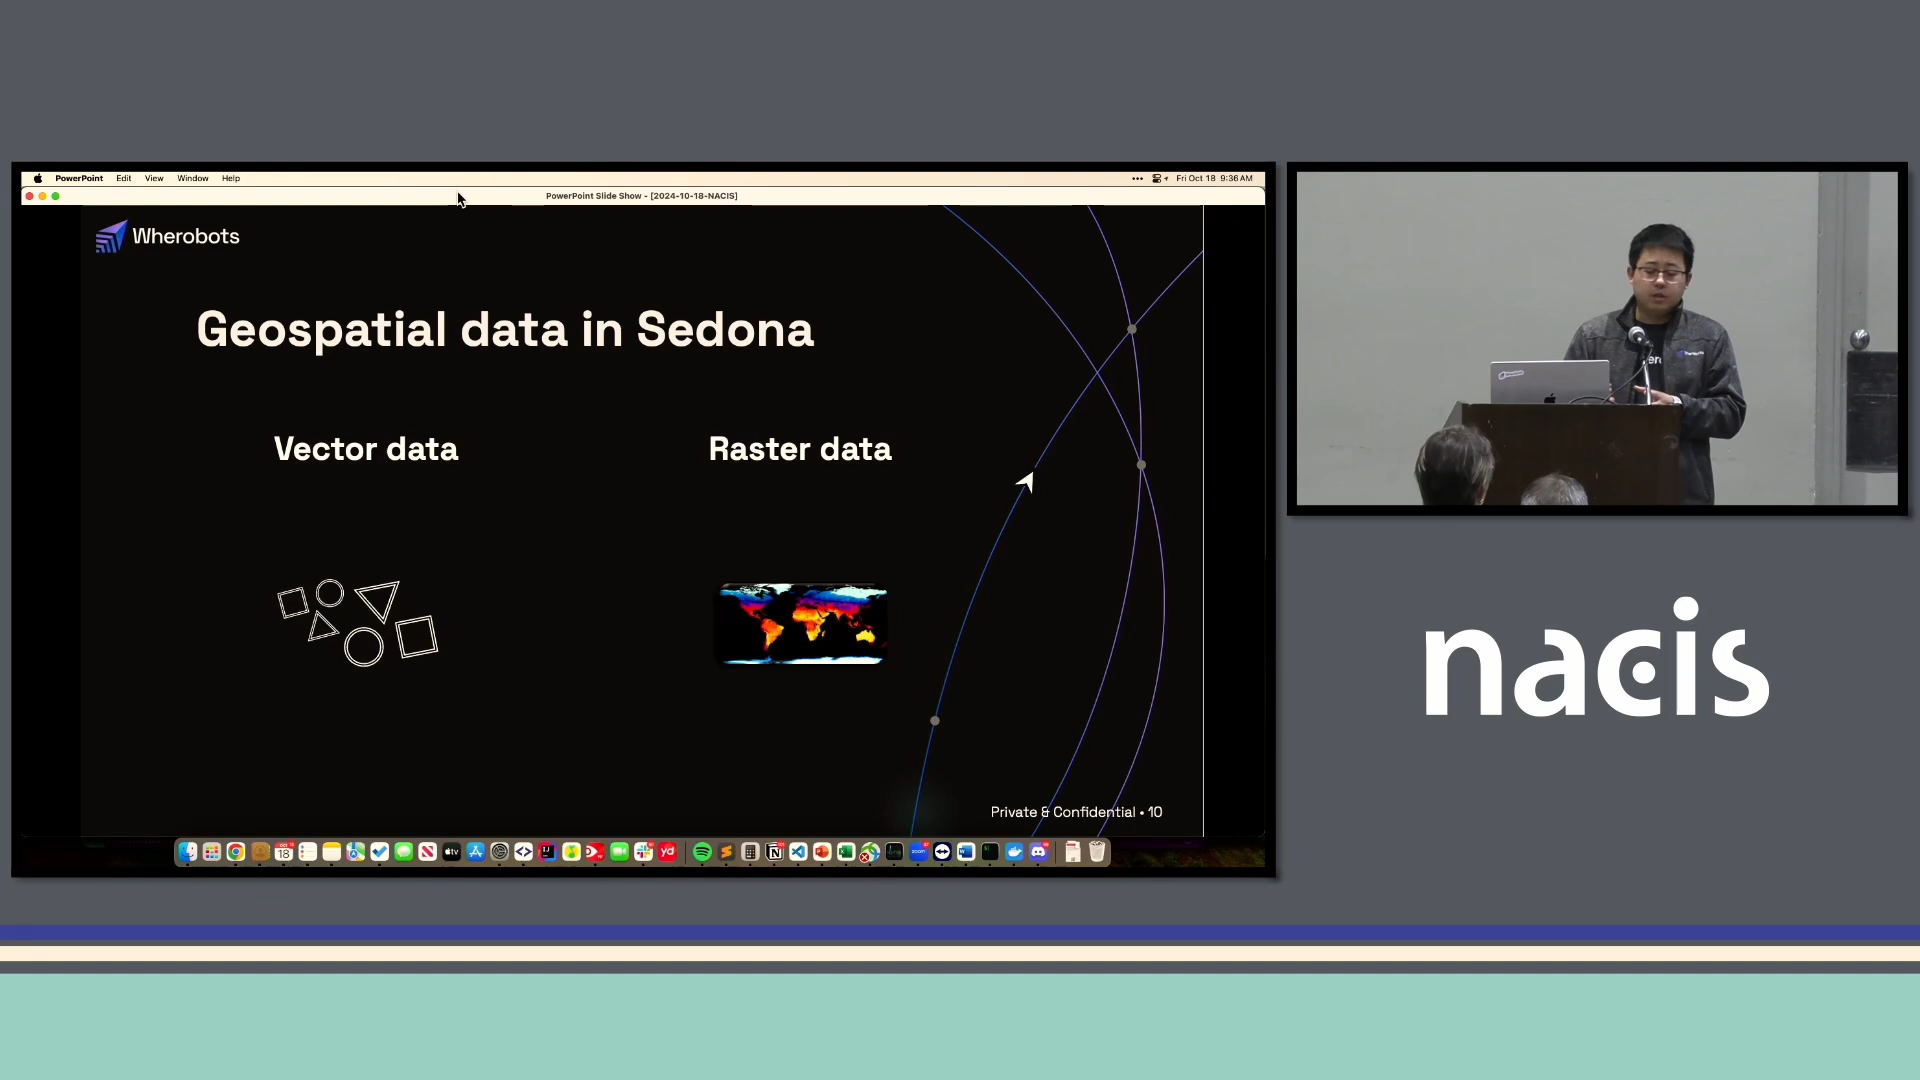 PowerPoint Edit View Window Help
Fri Oct 18 9:36 AM
PowerPoint Slide Show - [2024-10-18-NACIS]
Wherobots
Geospatial data in Sedona
Vector data
Raster data
Private & Confidential • 10
nacis